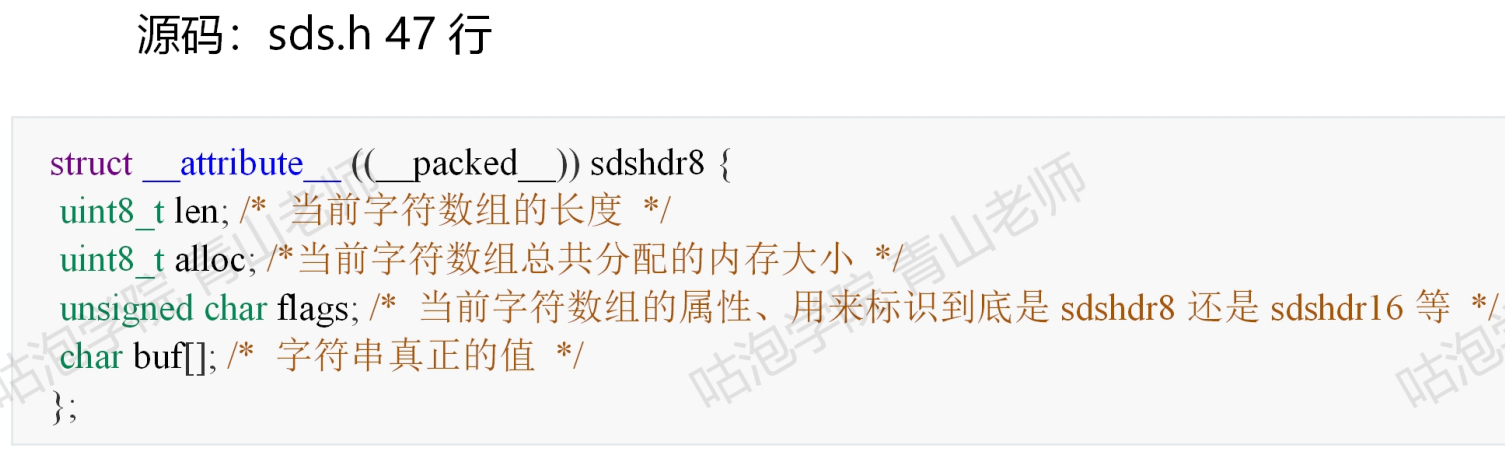 源码：sds.h 47 行
struct __attribute__ ((__packed__)) sdshdr8 {
uint8_t len; /* 当前字符数组的长度 */
uint8_t alloc; /*当前字符数组总共分配的内存大小 */
unsigned char flags; /* 当前字符数组的属性、用来标识到底是 sdshdr8 还是 sdshdr16 等 */
char buf[]; /* 字符串真正的值 */
};
咕泡学院,青山老师
咕泡学院,青山老师
咕泡学